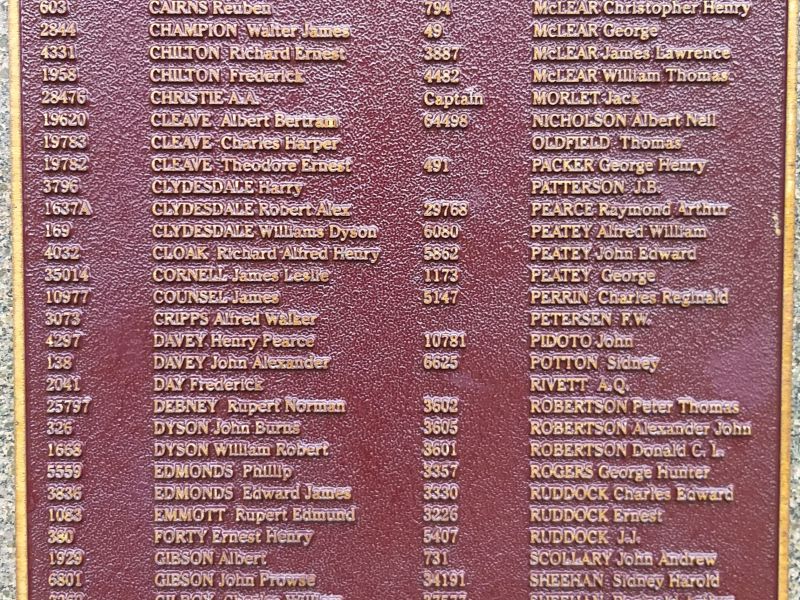 603 CAIRNS Reuben
2844 CHAMPION Walter James
4331 CHILTON Richard Ernest
1958 CHILTON Frederick
28476 CHRISTIE A.A.
19620 CLEAVE Albert Bertram
19783 CLEAVE Charles Harper
19782 CLEAVE Theodore Ernest
3796 CLYDESDALE Harry
1637A CLYDESDALE Robert Alex
169 CLYDESDALE Williams Dyson
4032 CLOAK Richard Alfred Henry
35014 CORNELL James Leslie
10977 COUNSEL James
3073 CRIPPS Alfred Walker
4297 DAVEY Henry Pearce
138 DAVEY John Alexander
2041 DAY Frederick
25797 DEBNEY Rupert Norman
326 DYSON John Burns
1668 DYSON William Robert
5559 EDMONDS Phillip
3836 EDMONDS Edward James
1083 EMMOTT Rupert Edmund
380 FORTY Ernest Henry
1929 GIBSON Albert
6801 GIBSON John Prowse
GILROY Charles William
794 McLEAR Christopher Henry
49 McLEAR George
3887 McLEAR James Lawrence
4482 McLEAR William Thomas
Captain MORLET Jack
64498 NICHOLSON Albert Neil
OLDFIELD Thomas
491 PACKER George Henry
PATTERSON J.B.
29768 PEARCE Raymond Arthur
6080 PEATEY Alfred William
5862 PEATEY John Edward
1173 PEATEY George
5147 PERRIN Charles Reginald
PETERSEN F.W.
10781 PIDOTO John
6625 POTTON Sidney
RIVETT A.Q.
3602 ROBERTSON Peter Thomas
3605 ROBERTSON Alexander John
3601 ROBERTSON Donald C. L.
3357 ROGERS George Hunter
3330 RUDDOCK Charles Edward
3226 RUDDOCK Ernest
5407 RUDDOCK J.J.
731 SCOLLARY John Andrew
34191 SHEEHAN Sidney Harold
SHEEHAN